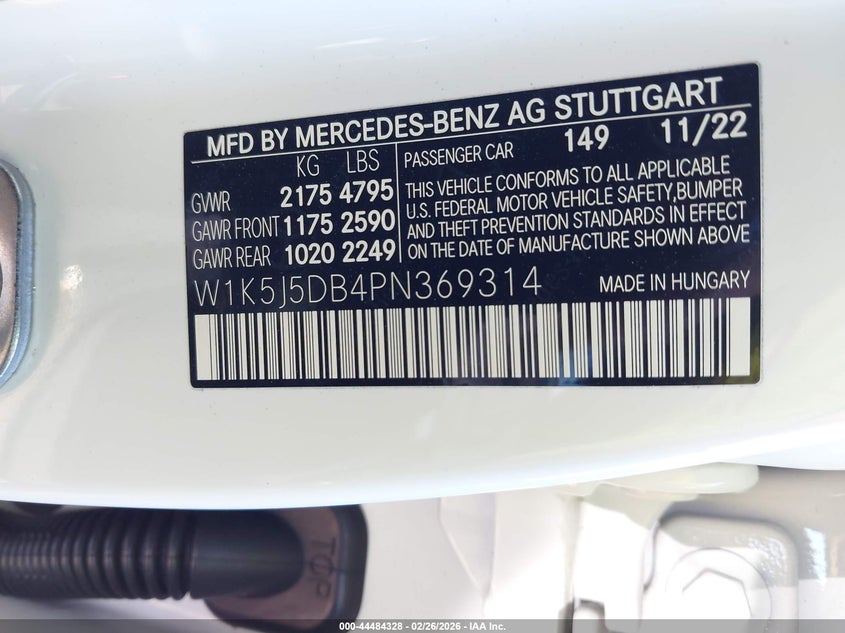 MFD BY MERCEDES-BENZ AG STUTTGART
KG LBS
GVWR 2175 4795
GAWR FRONT 1175 2590
GAWR REAR 1020 2249
PASSENGER CAR 149 11/22
THIS VEHICLE CONFORMS TO ALL APPLICABLE
U.S. FEDERAL MOTOR VEHICLE SAFETY,BUMPER
AND THEFT PREVENTION STANDARDS IN EFFECT
ON THE DATE OF MANUFACTURE SHOWN ABOVE
W1K5J5DB4PN369314
MADE IN HUNGARY
TOP
000-44484328 - 02/26/2026 - IAA Inc.